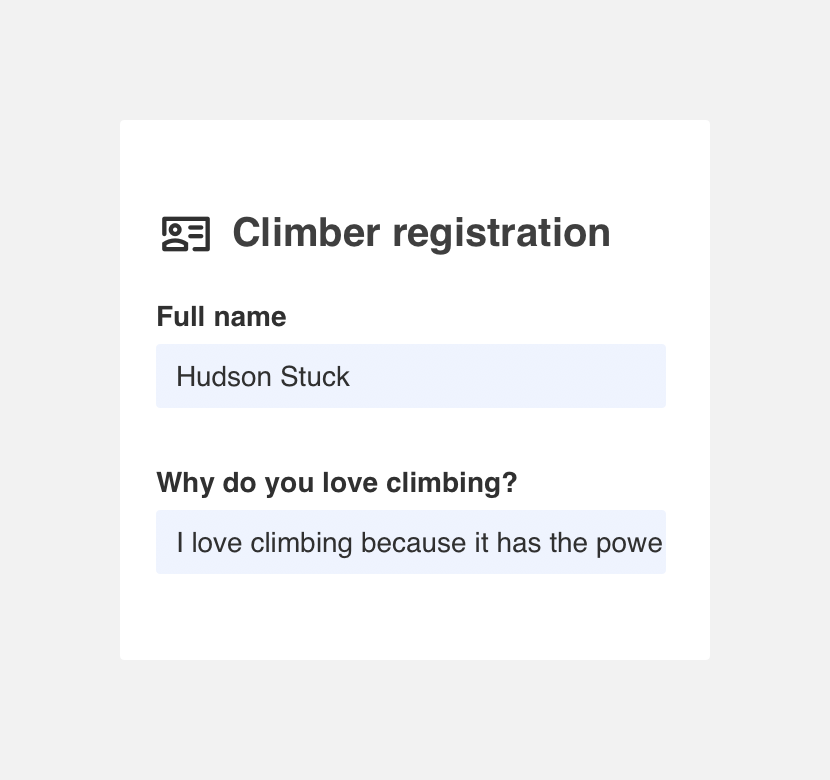 Climber registration
Full name
Hudson Stuck
Why do you love climbing?
I love climbing because it has the powe